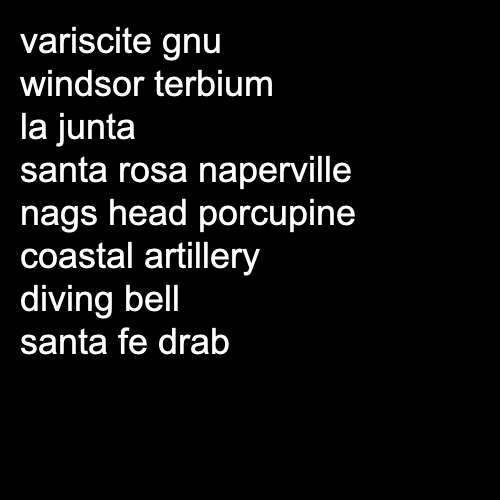 variscite gnu
windsor terbium
la junta
santa rosa naperville
nags head porcupine
coastal artillery
diving bell
santa fe drab